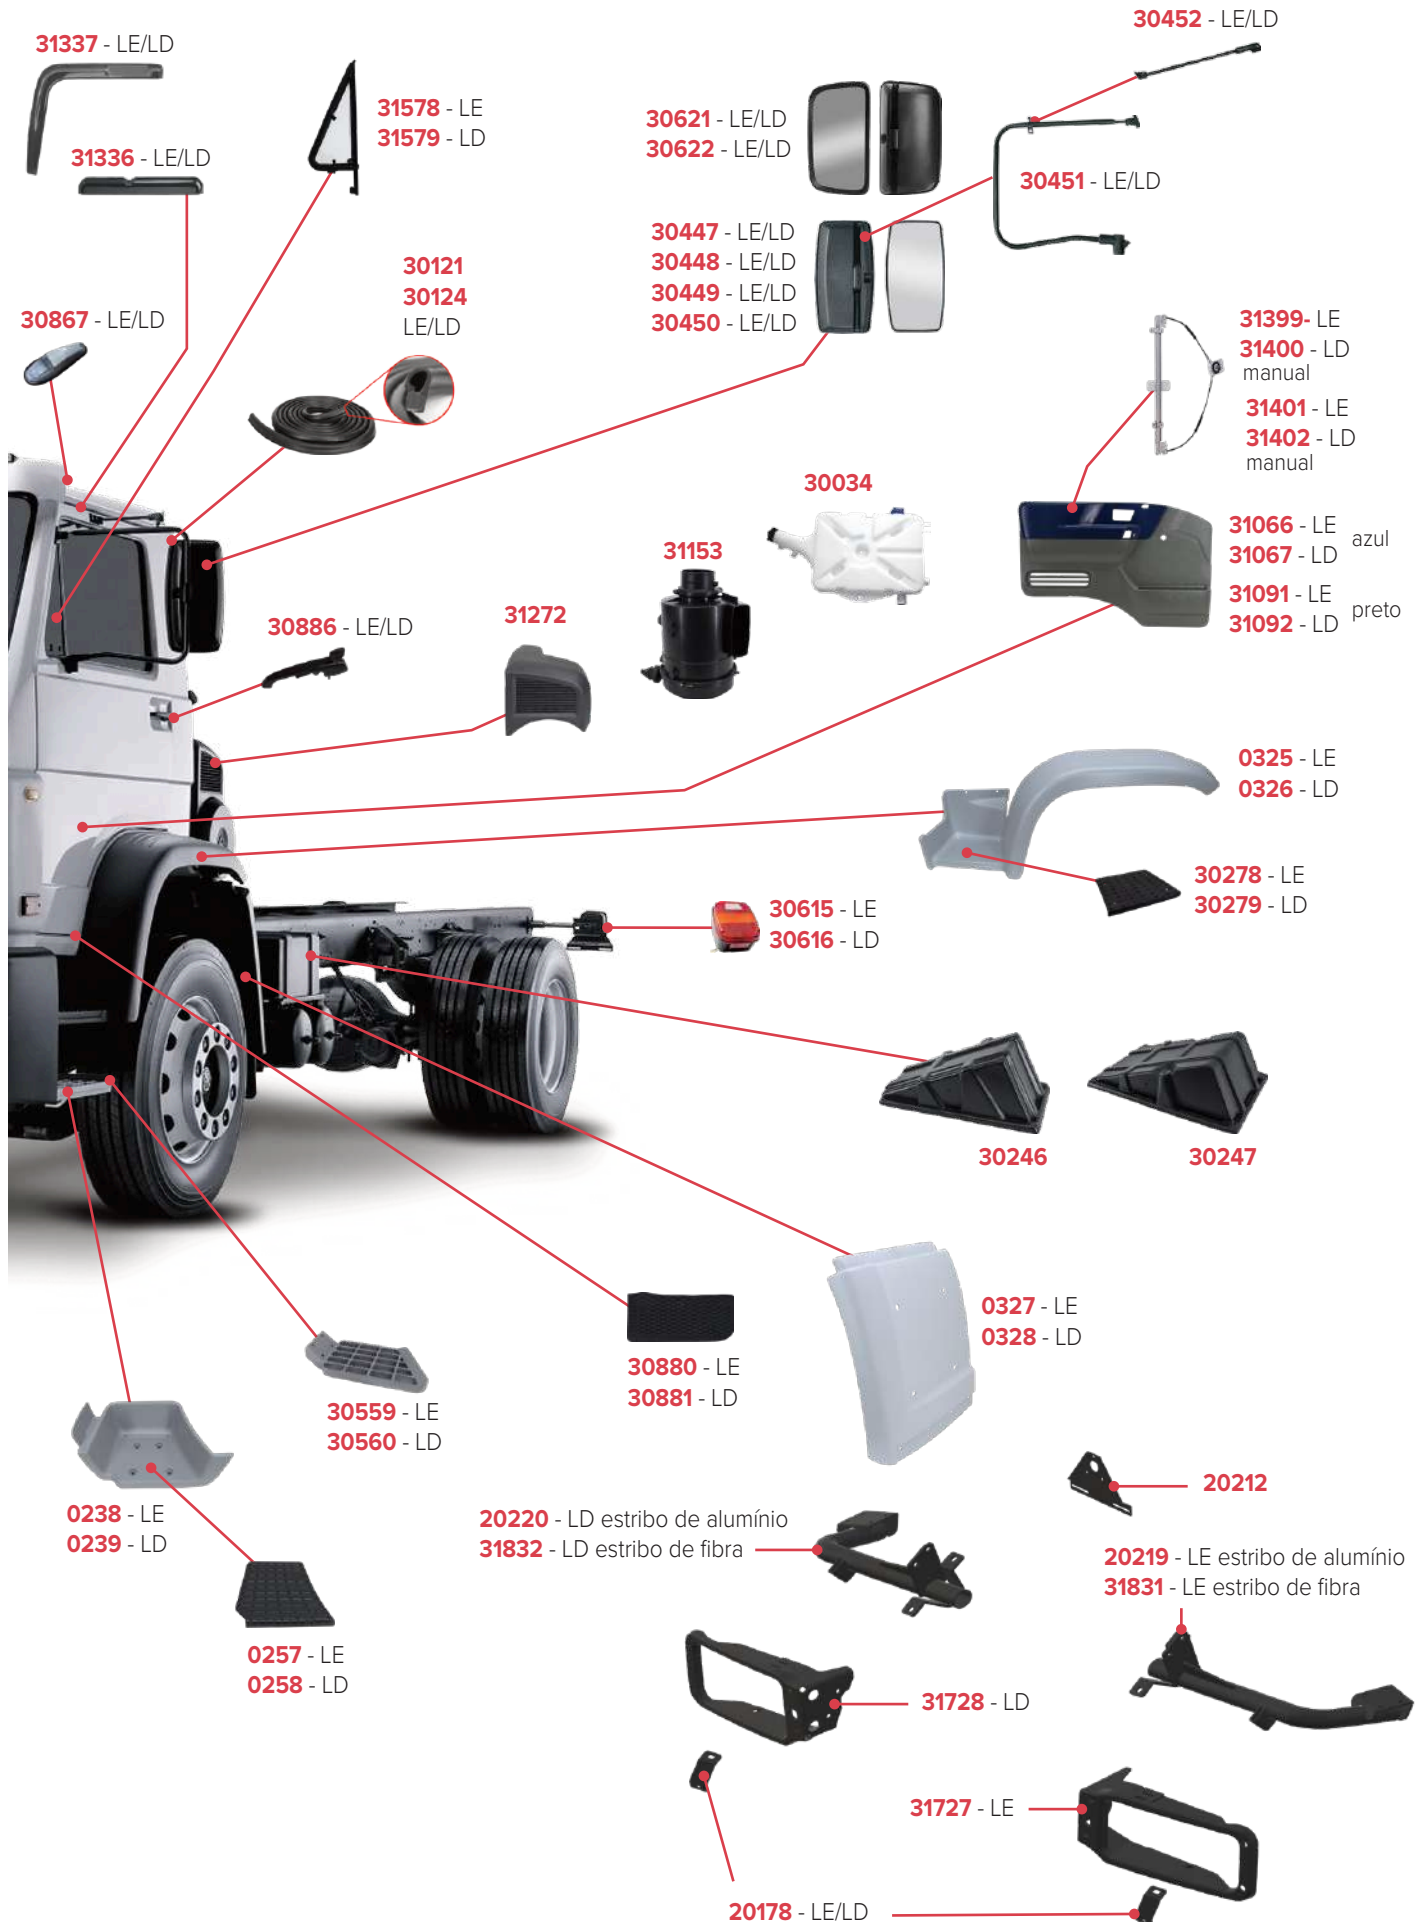 30452 - LE/LD
31337 - LE/LD
31578 - LE
31579 - LD
30621 - LE/LD
30622 - LE/LD
31336 - LE/LD
30451 - LE/LD
30447 - LE/LD
30448 - LE/LD
30449 - LE/LD
30450 - LE/LD
30121
30124
LE/LD
30867 - LE/LD
31399- LE
31400 - LD
manual
31401 - LE
31402 - LD
manual
30034
31153
31066 - LE
31067 - LD
azul
31091 - LE
31092 - LD
preto
30886 - LE/LD
31272
0325 - LE
0326 - LD
30278 - LE
30279 - LD
30615 - LE
30616 - LD
30246
30247
0327 - LE
0328 - LD
30880 - LE
30881 - LD
30559 - LE
30560 - LD
0238 - LE
0239 - LD
20212
20220 - LD estribo de alumínio
31832 - LD estribo de fibra
20219 - LE estribo de alumínio
31831 - LE estribo de fibra
0257 - LE
0258 - LD
31728 - LD
31727 - LE
20178 - LE/LD